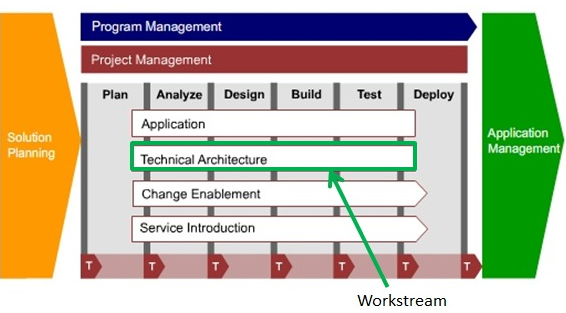 Program Management
Project Management
Solution
Planning
Plan Analyze Design Build Test Deploy
Application
Technical Architecture
Change Enablement
Service Introduction
Application
Management
T T T T T T T
Workstream